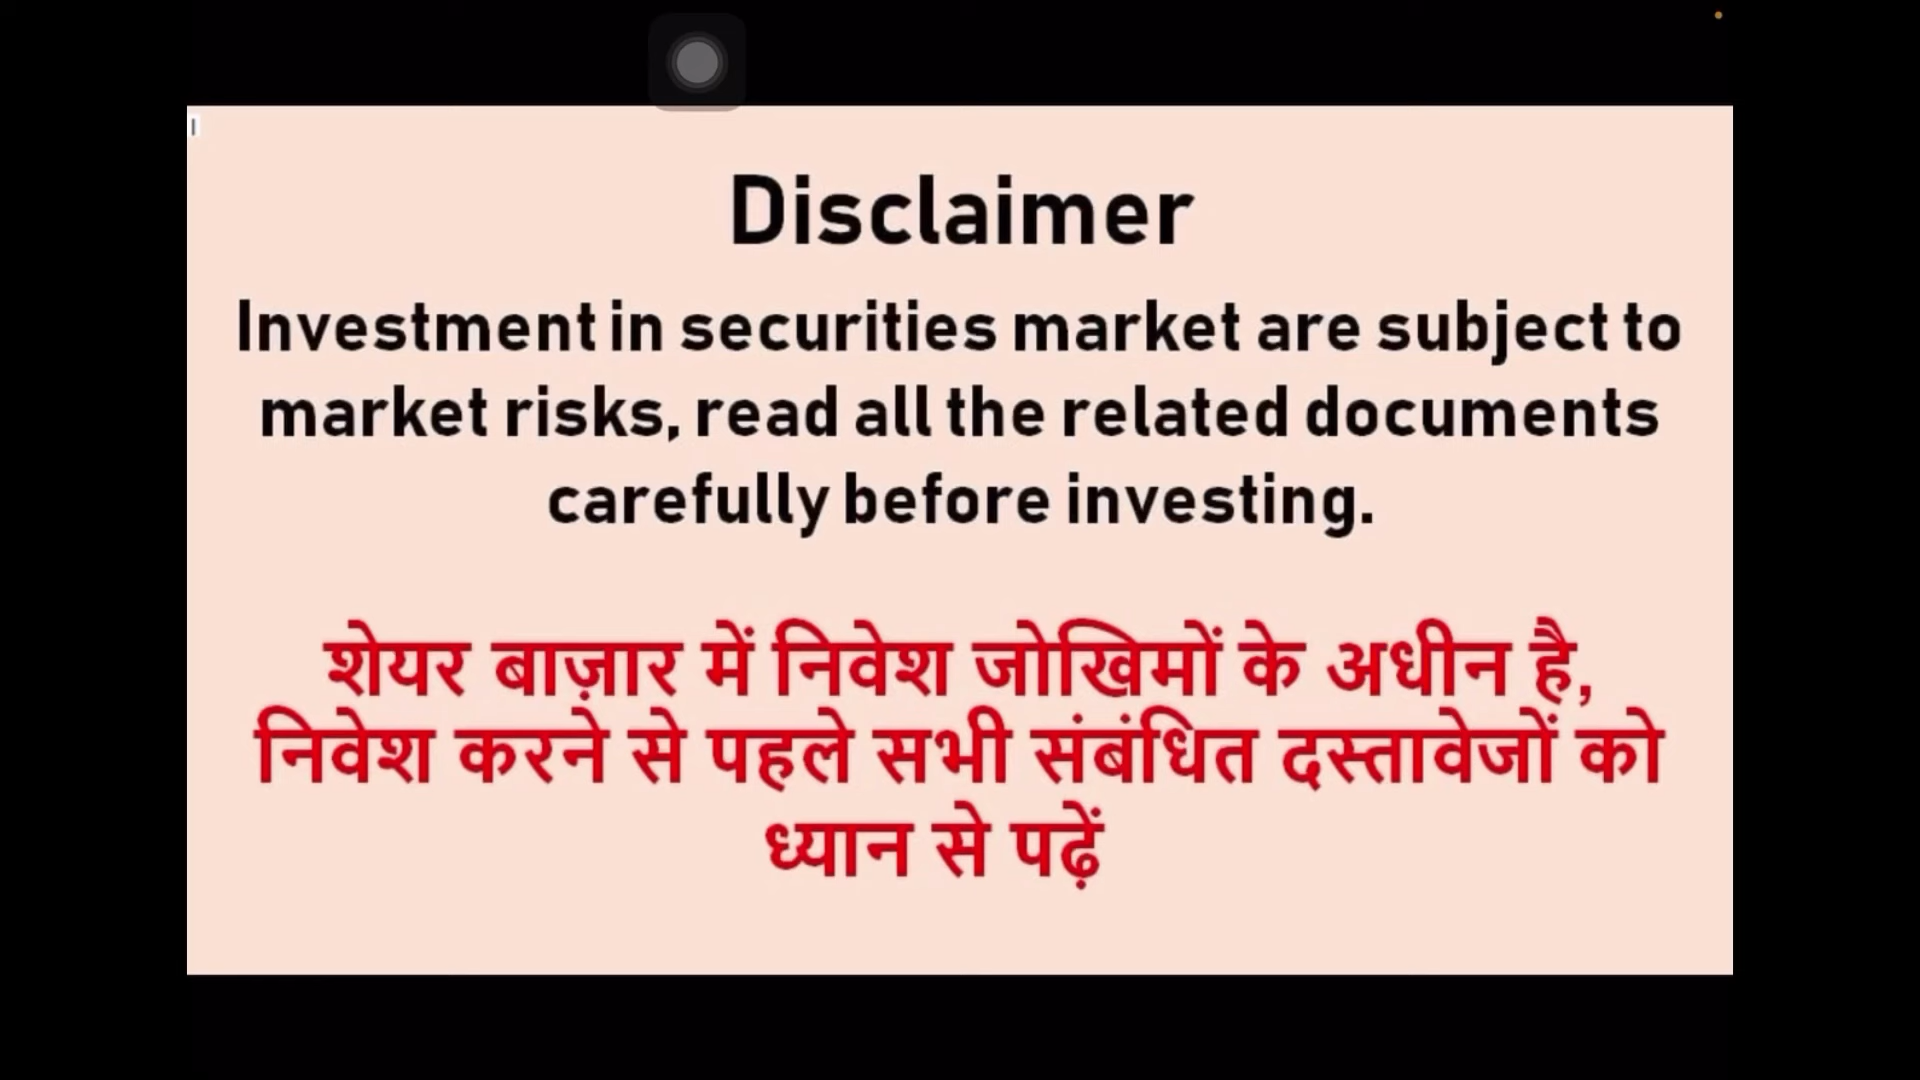 Disclaimer
Investment in securities market are subject to
market risks, read all the related documents
carefully before investing.
शेयर बाज़ार में निवेश जोखिमों के अधीन है,
निवेश करने से पहले सभी संबंधित दस्तावेजों को
ध्यान से पढ़ें